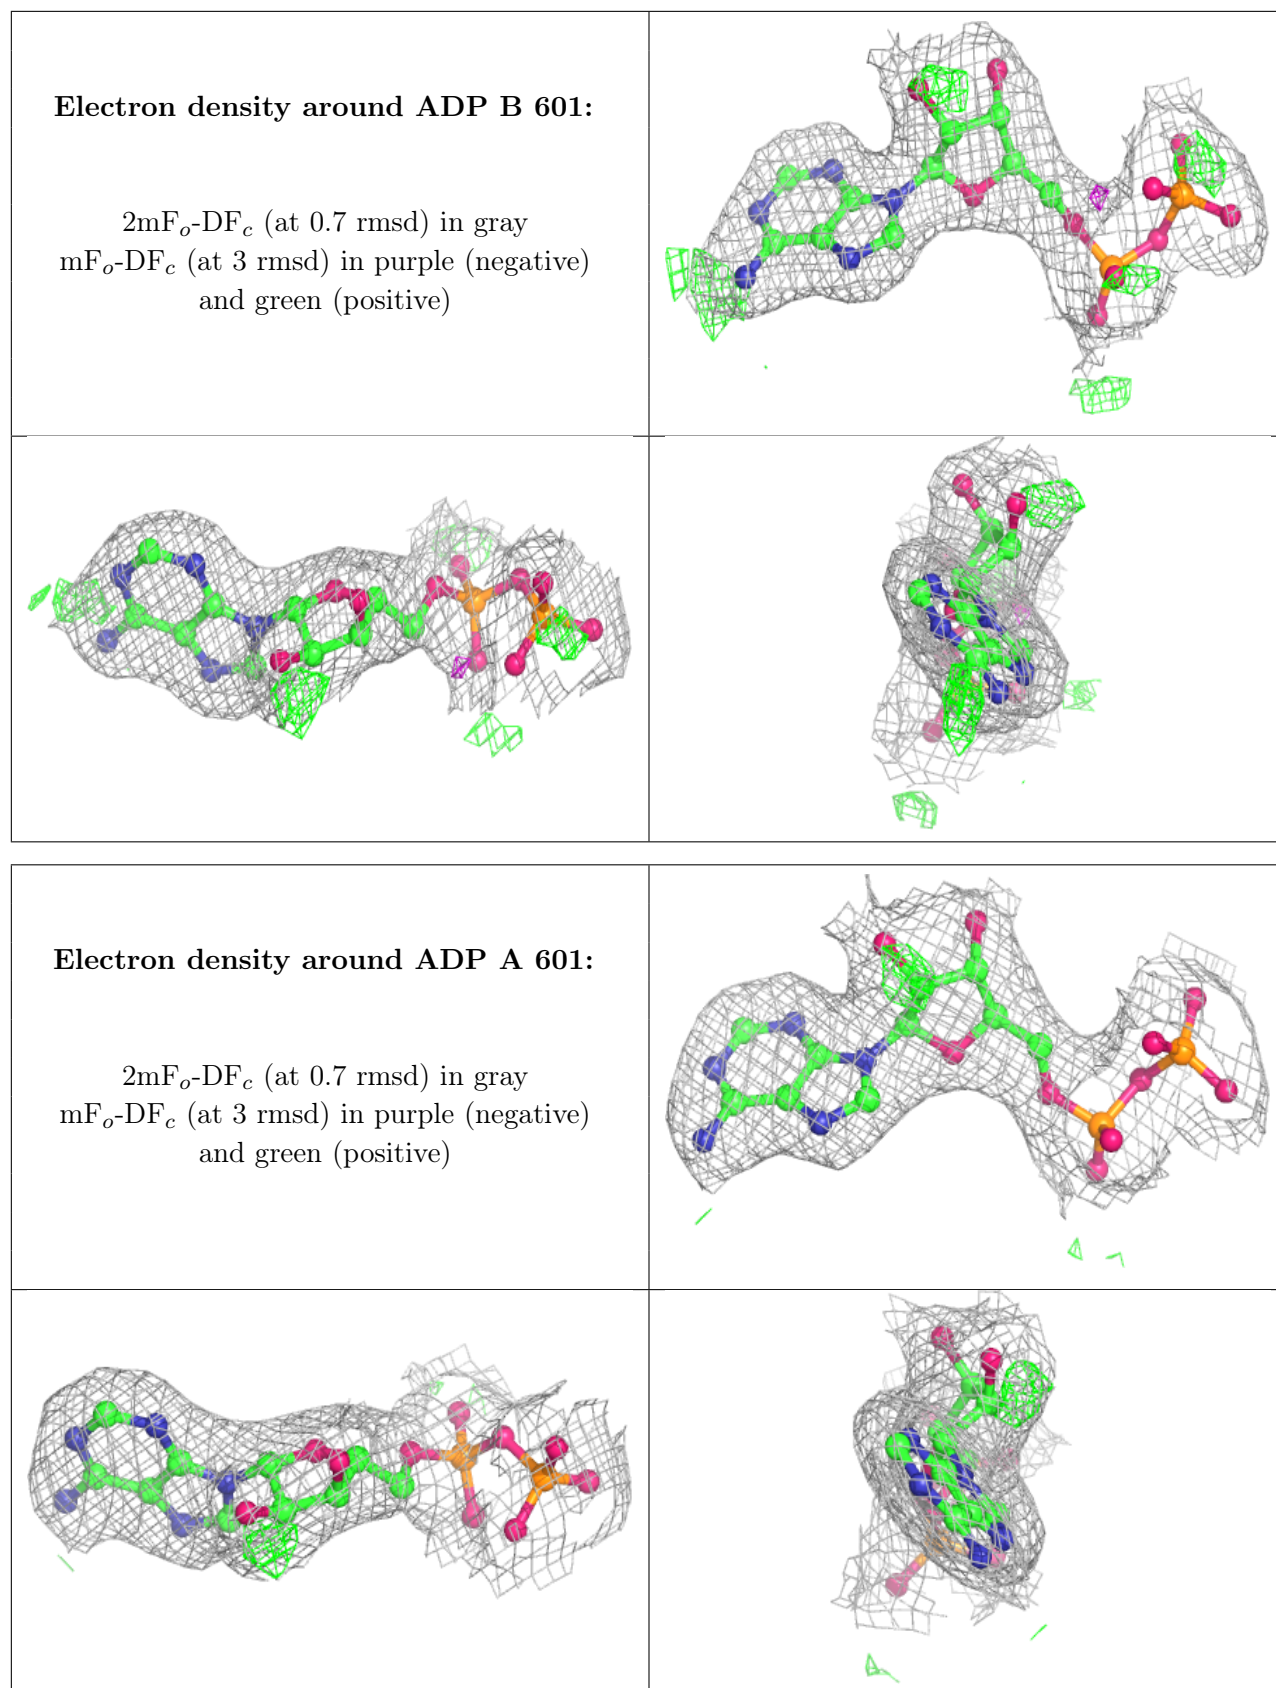 Electron density around ADP B 601:
2mFo-DFc (at 0.7 rmsd) in gray
mFo-DFc (at 3 rmsd) in purple (negative)
and green (positive)
Electron density around ADP A 601:
2mFo-DFc (at 0.7 rmsd) in gray
mFo-DFc (at 3 rmsd) in purple (negative)
and green (positive)